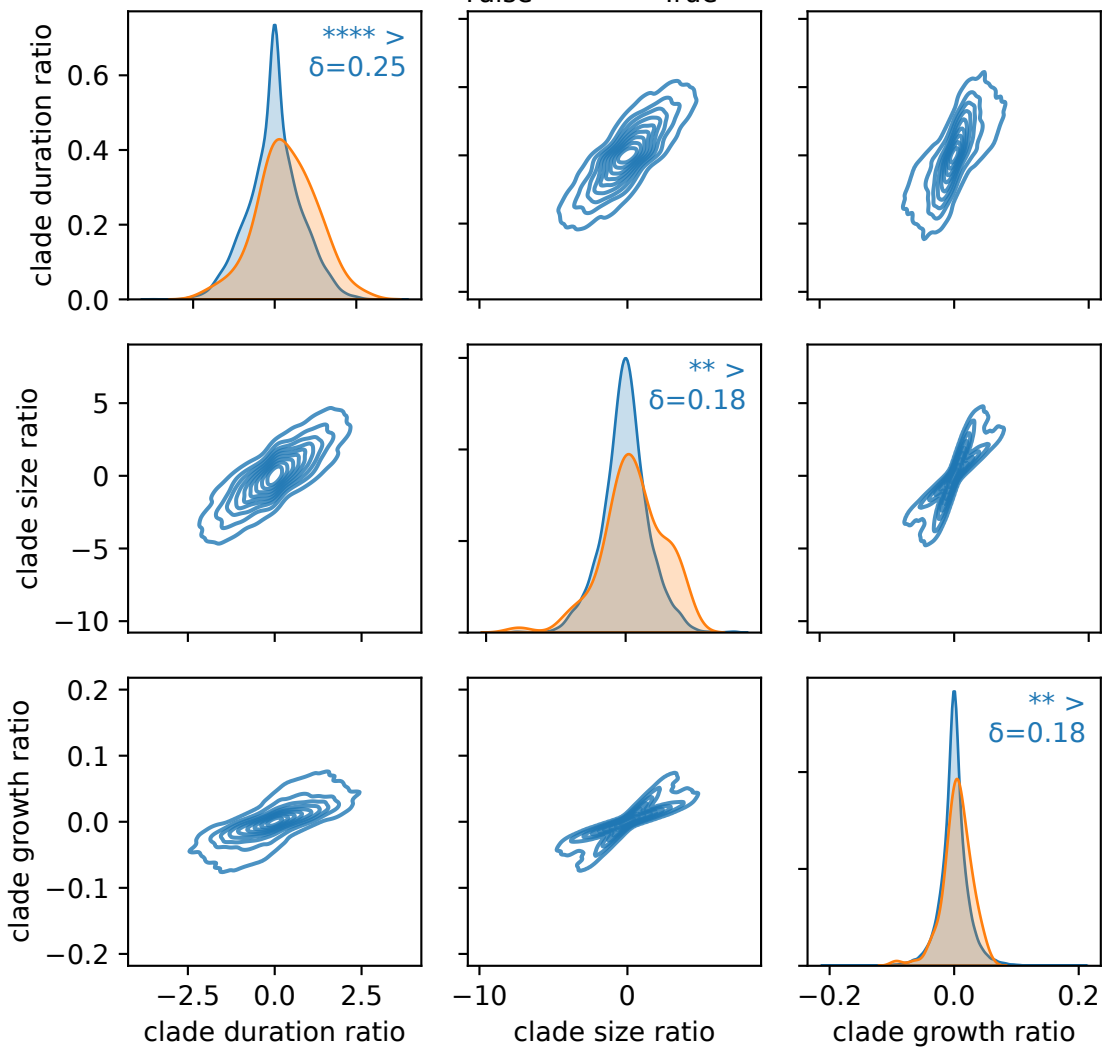 clade duration ratio
0.6
0.4
0.2
0.0
**** >
δ=0.25
clade size ratio
5
0
−5
−10
** >
δ=0.18
clade growth ratio
0.2
0.1
0.0
−0.1
−0.2
** >
δ=0.18
−2.5 0.0 2.5
−10 0
−0.2 0.0 0.2
clade duration ratio
clade size ratio
clade growth ratio